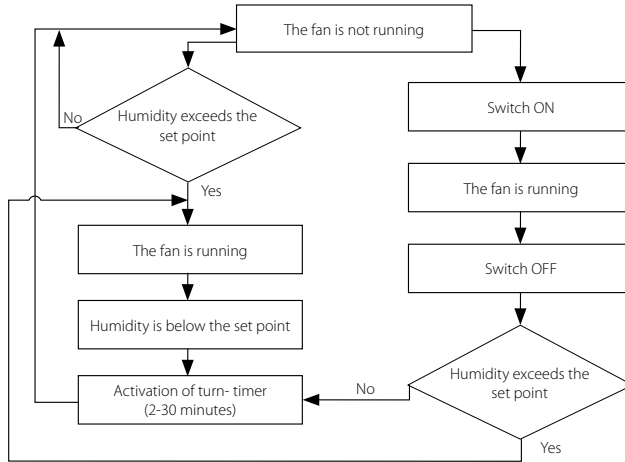 The fan is not running
Humidity exceeds the
set point
No
Yes
The fan is running
Humidity is below the set point
Activation of turn- timer
(2-30 minutes)
Switch ON
The fan is running
Switch OFF
Humidity exceeds the
set point
No
Yes